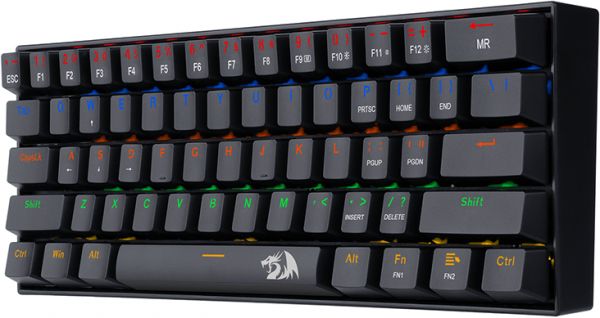 ~ ! @ # $ % ^ & * ( ) - + =
ESC F1 F2 F3 F4 F5 F6 F7 F8 F9 F10 F11 F12 MR
Tab Q W E R T Y U I O P [ ] \ |
PRTSC HOME END
CapsLk A S D F G H J K L : ; " '
PGUP PGDN
Shift Z X C V B N M , < . > / ? Shift
INSERT DELETE
Ctrl Win Alt Alt Fn Ctrl
FN1 FN2